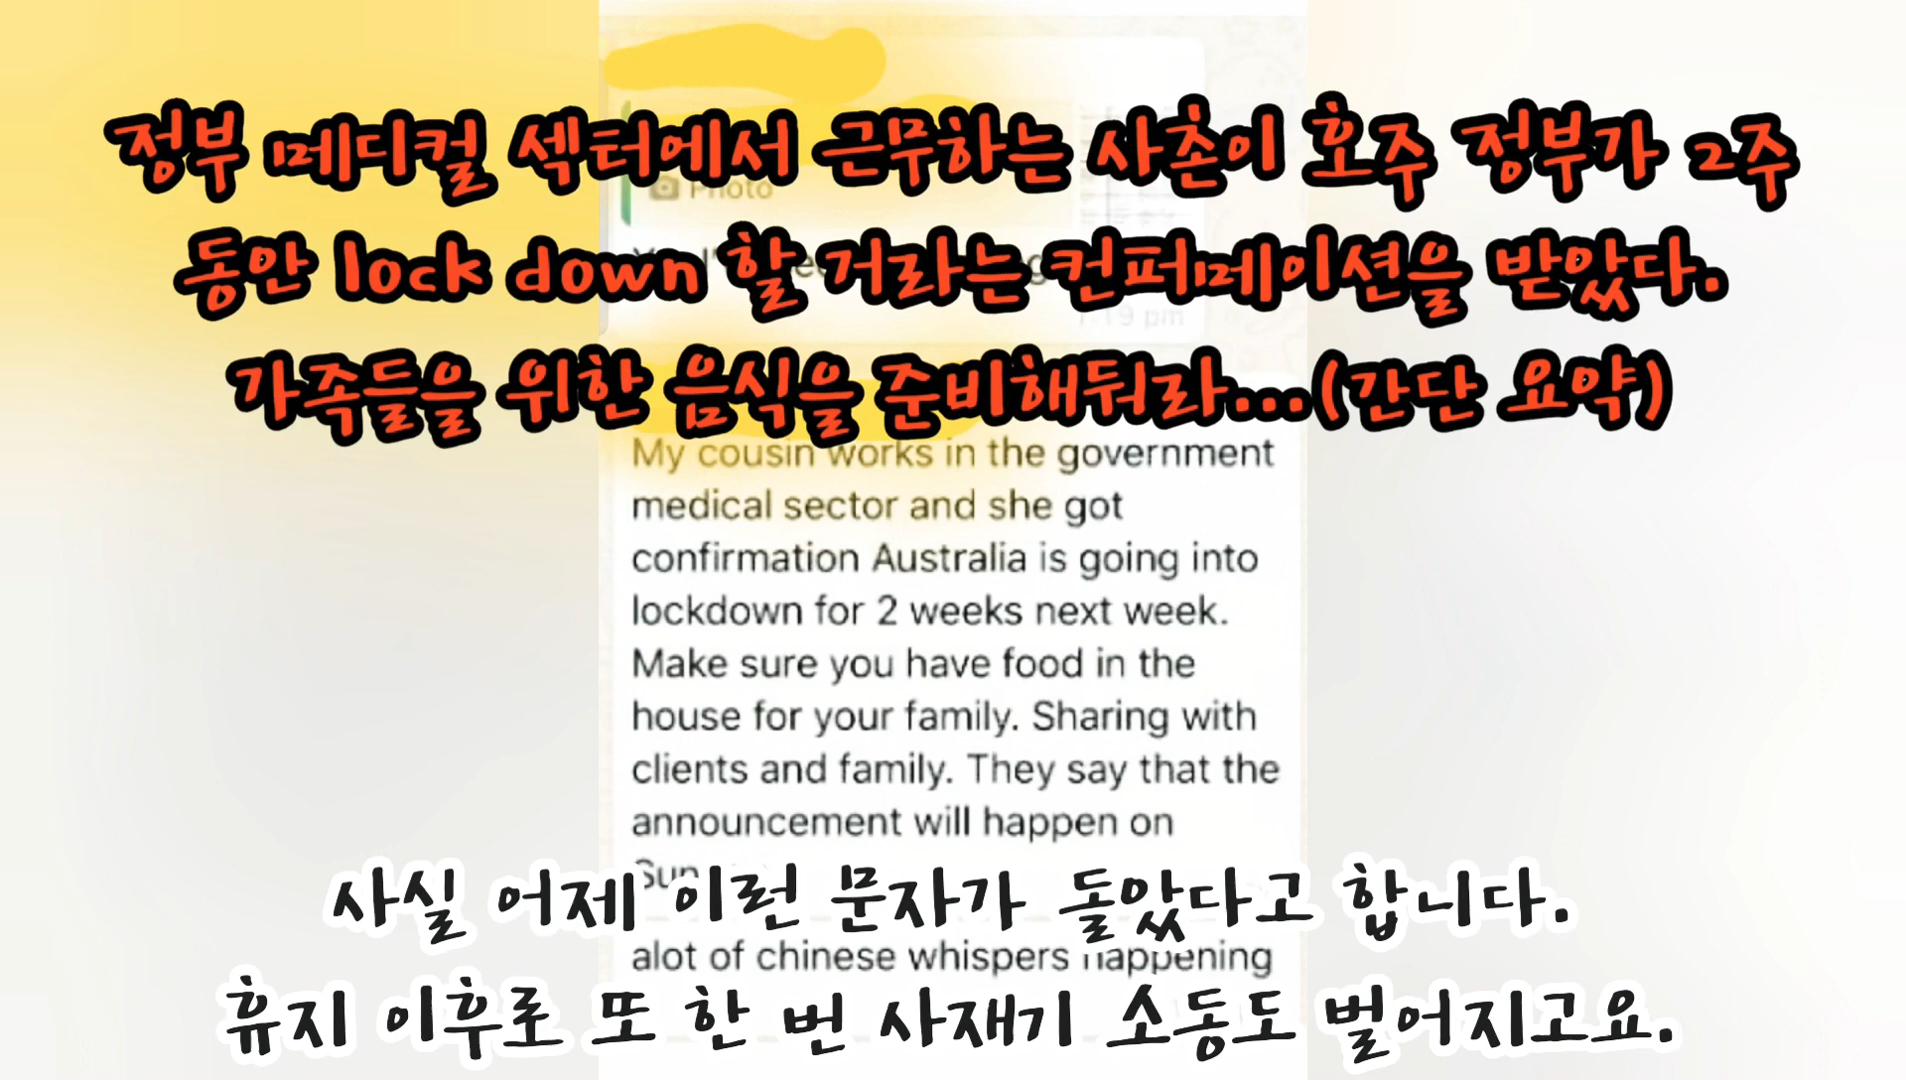 정부 메디컬 섹터에서 근무하는 사촌이 호주 정부가 2주
동안 lock down 할 거라는 컨퍼메이션을 받았다.
가족들을 위한 음식을 준비해둬라...(간단 요약)
Photo
19 pm
My cousin works in the government
medical sector and she got
confirmation Australia is going into
lockdown for 2 weeks next week.
Make sure you have food in the
house for your family. Sharing with
clients and family. They say that the
announcement will happen on
사실 어제 이런 문자가 돌았다고 합니다.
alot of chinese whispers happening
휴지 이후로 또 한 번 사재기 소동도 벌어지고요.